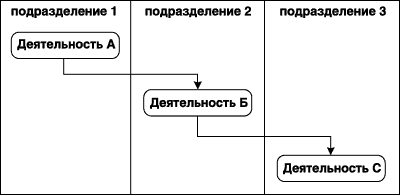 подразделение 1 подразделение 2 подразделение 3
Деятельность А
Деятельность Б
Деятельность С